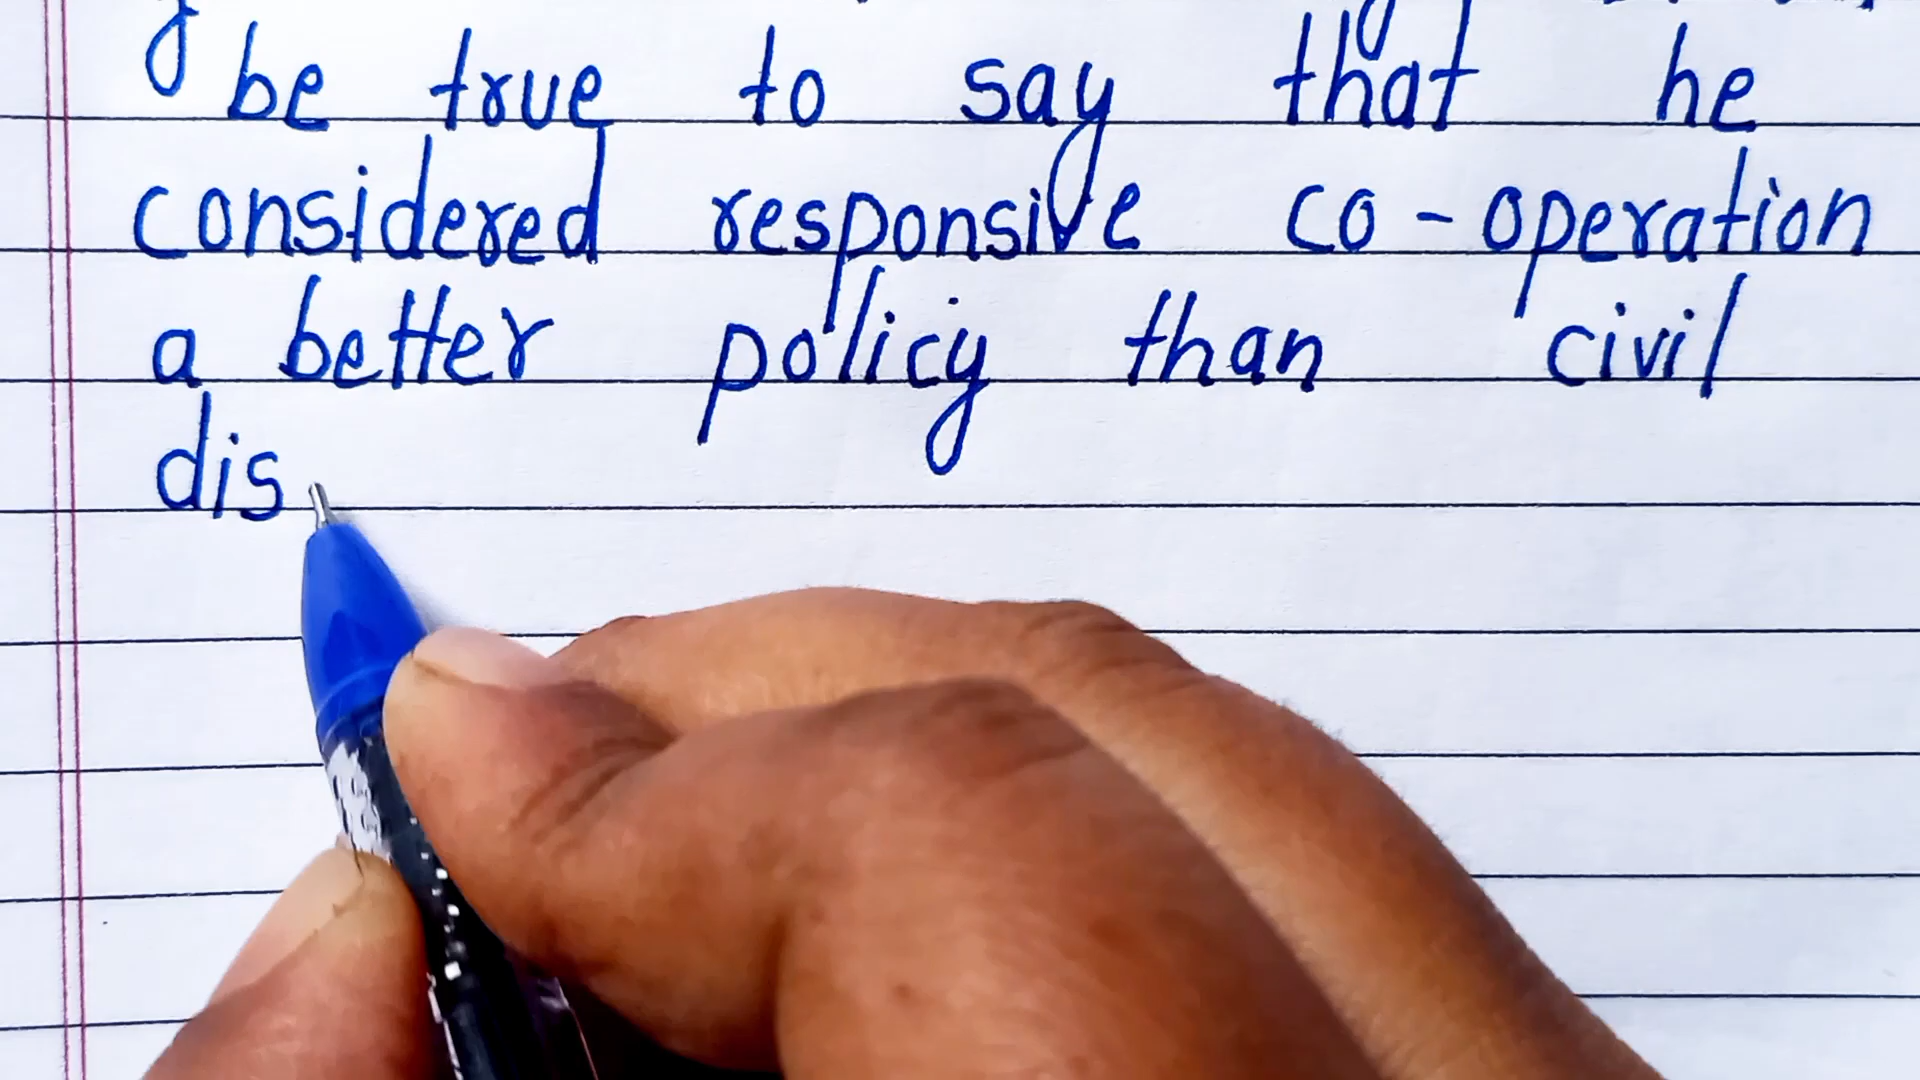 be true to say that he
considered responsive co-operation
a better policy than civil
dis